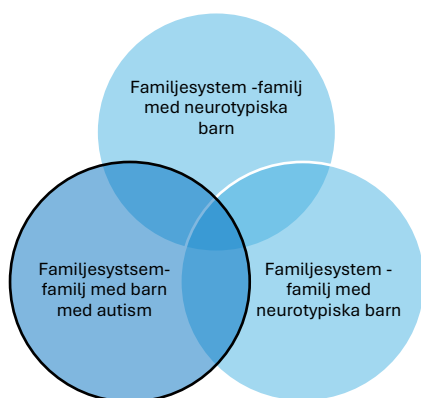 Familjesystem -familj
med neurotypiska
barn
Familjesystsem-
familj med barn
med autism
Familjesystem -
familj med
neurotypiska barn